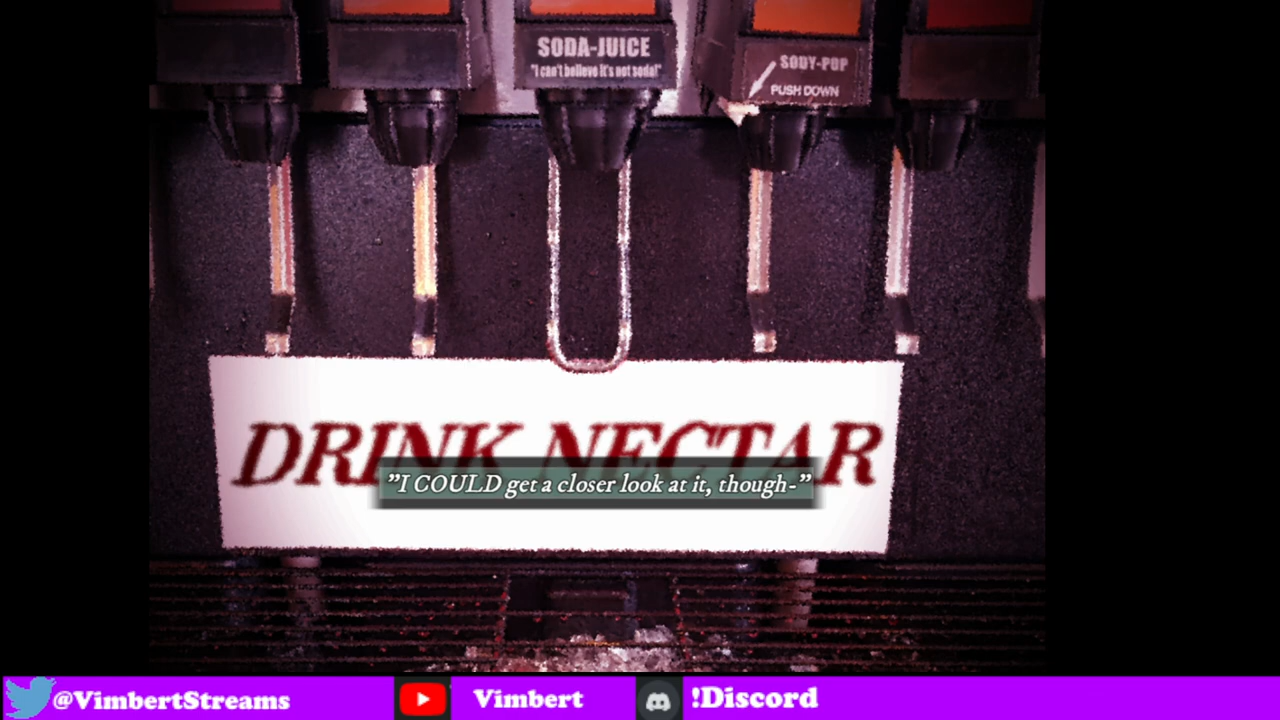 SODA-JUICE
"I can't believe it's not soda!"
SODY-POP
PUSH DOWN
DRINK NECTAR
"I COULD get a closer look at it, though-"
@VimbertStreams
Vimbert
!Discord